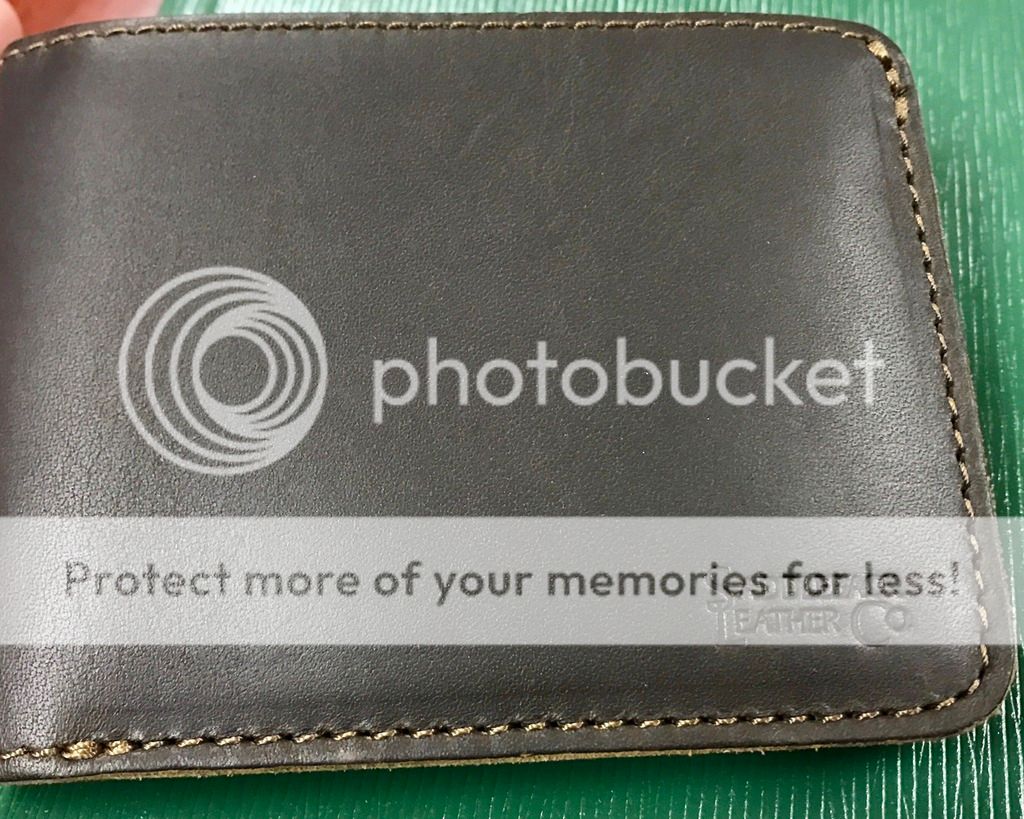 photobucket
Protect more of your memories for less!
LEATHER CO